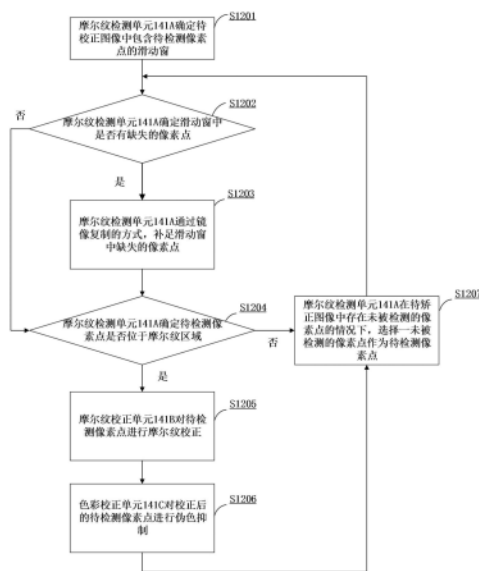 S1201
摩尔纹检测单元141A确定待
校正图像中包含待检测像素点
的滑动窗
S1202
否
摩尔纹检测单元141A确定滑动窗中
是否有缺失的像素点
是
S1203
摩尔纹检测单元141A通过镜
像复制的方式，补足滑动窗
中缺失的像素点
S1204
摩尔纹检测单元141A确定待检测像
素点是否位于摩尔纹区域
否
是
S1207
摩尔纹检测单元141A在待矫
正图像中存在未被检测的像
素点的情况下，选择一未被
检测的像素点作为待检测像
素点
S1205
摩尔纹校正单元141B对待检
测像素点进行摩尔纹校正
S1206
色彩校正单元141C对校正后
的待检测像素点进行伪色抑
制